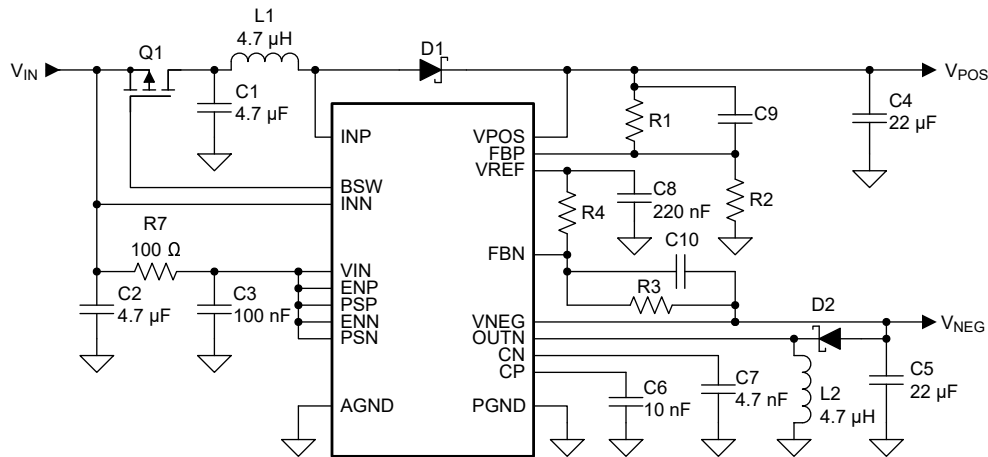 L1
4.7 µH
D1
Q1
VIN
VPOS
C1
4.7 µF
C4
22 µF
R1
C9
INP
VPOS
FBP
VREF
BSW
INN
C8
220 nF
R2
R4
R7
100 Ω
FBN
C10
VIN
ENP
PSP
ENN
PSN
C2
4.7 µF
C3
100 nF
R3
VNEG
OUTN
CN
CP
D2
VNEG
C6
10 nF
C7
4.7 nF
L2
4.7 µH
C5
22 µF
AGND
PGND